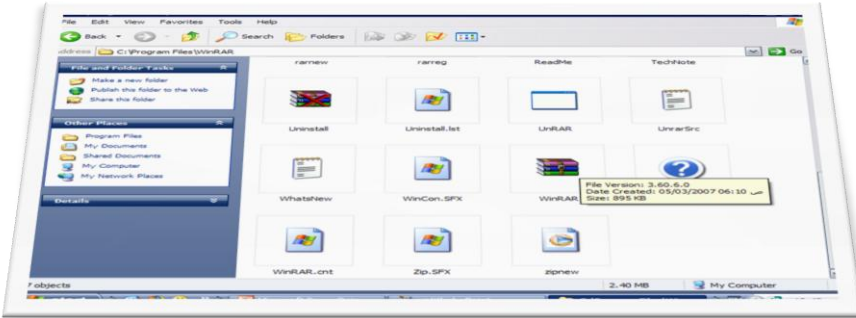 File Edit View Favorites Tools Help
Back Search Folders
Address C:\Program Files\WinRAR Go
File and Folder Tasks
Make a new folder
Publish this folder to the Web
Share this folder
Other Places
Program Files
My Documents
Shared Documents
My Computer
My Network Places
Details
rarnew rarreg ReadMe TechNote
Uninstall Uninstall.lst UnRAR UnrarSrc
WhatsNew WinCon.SFX WinRAR
File Version: 3.60.6.0
Date Created: 05/03/2007 06:10 ص
Size: 895 KB
WinRAR.cnt Zip.SFX zipnew
objects 2.40 MB My Computer